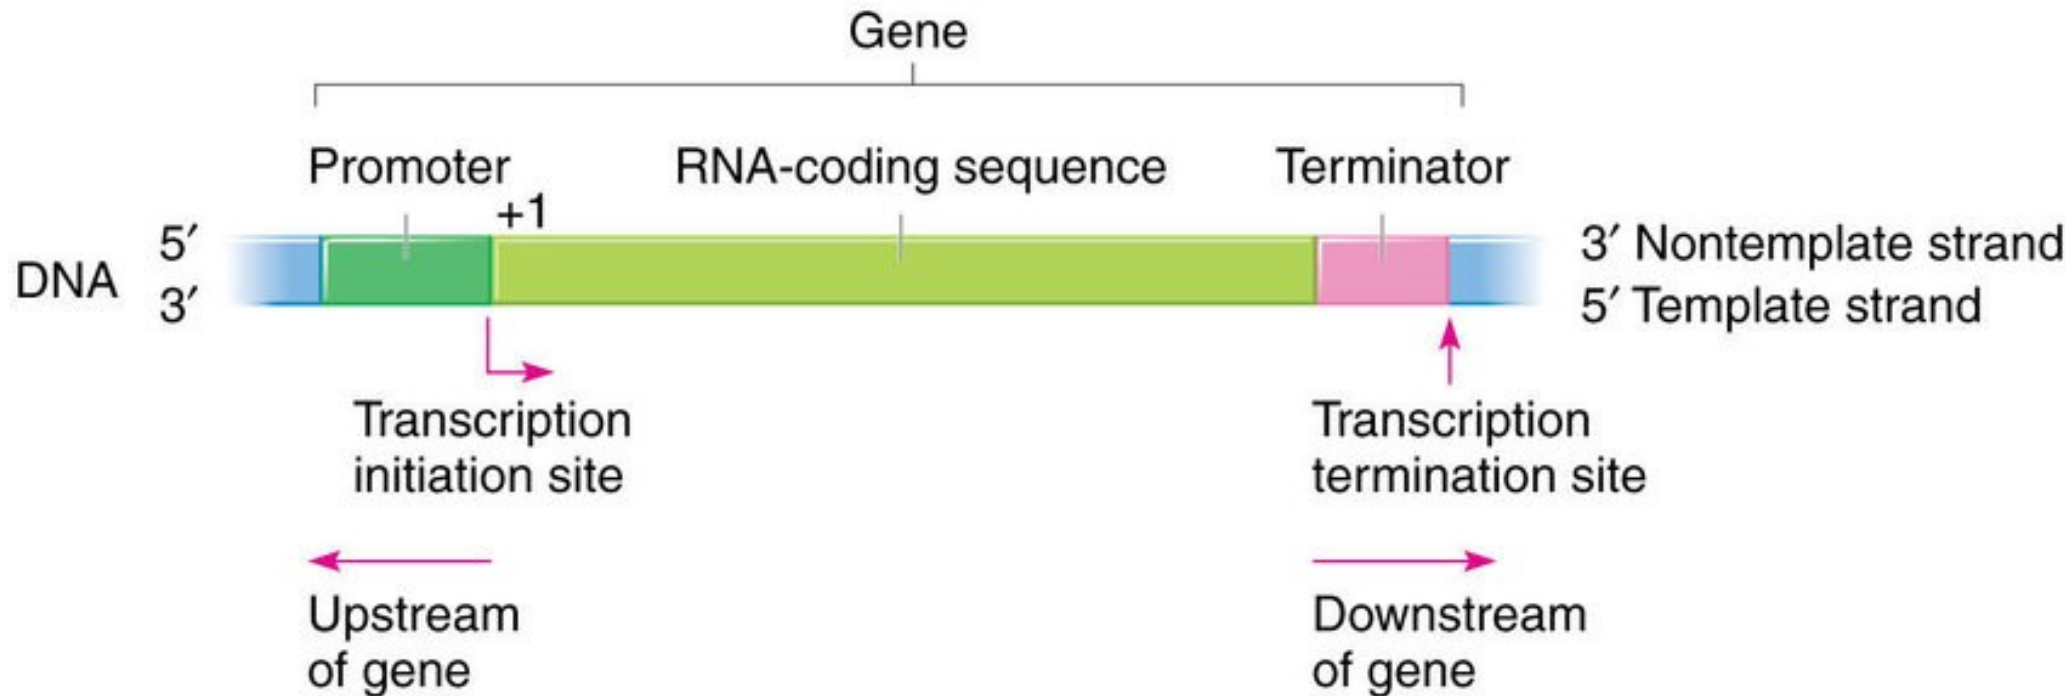 Gene
Promoter
RNA-coding sequence
Terminator
+1
5′
3′ Nontemplate strand
DNA
3′
5′ Template strand
Transcription
initiation site
Transcription
termination site
Upstream
of gene
Downstream
of gene